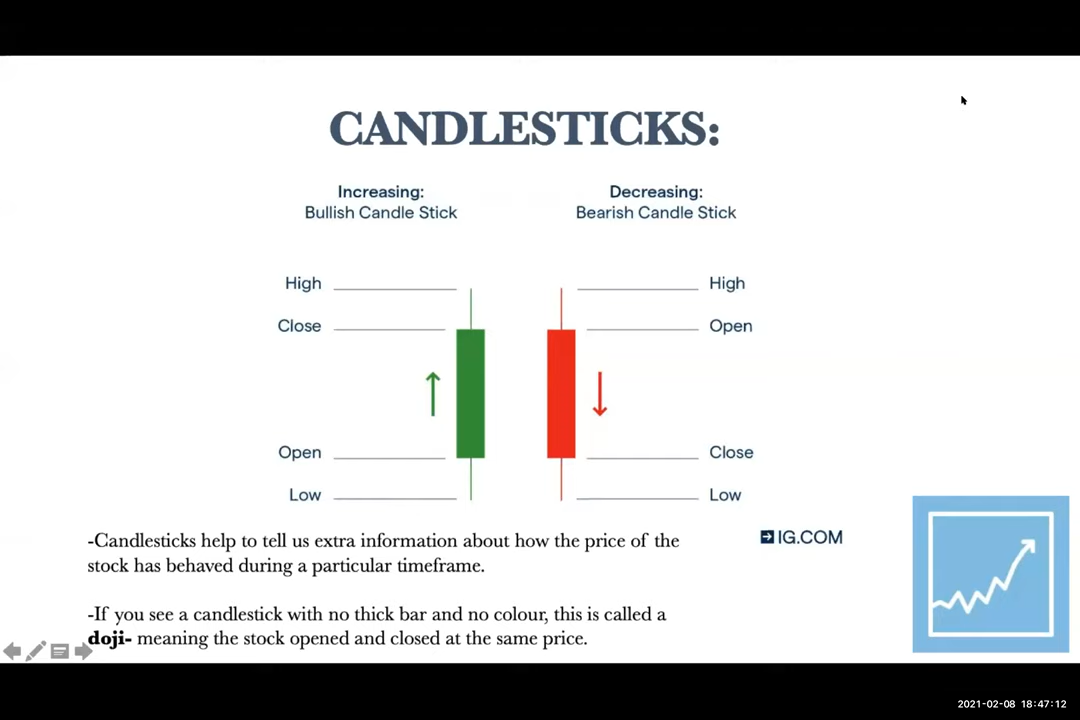 CANDLESTICKS:
Increasing:
Bullish Candle Stick
Decreasing:
Bearish Candle Stick
High
Close
Open
Low
High
Open
Close
Low
-Candlesticks help to tell us extra information about how the price of the
stock has behaved during a particular timeframe.
IG.COM
-If you see a candlestick with no thick bar and no colour, this is called a
doji- meaning the stock opened and closed at the same price.
2021-02-08 18:47:12